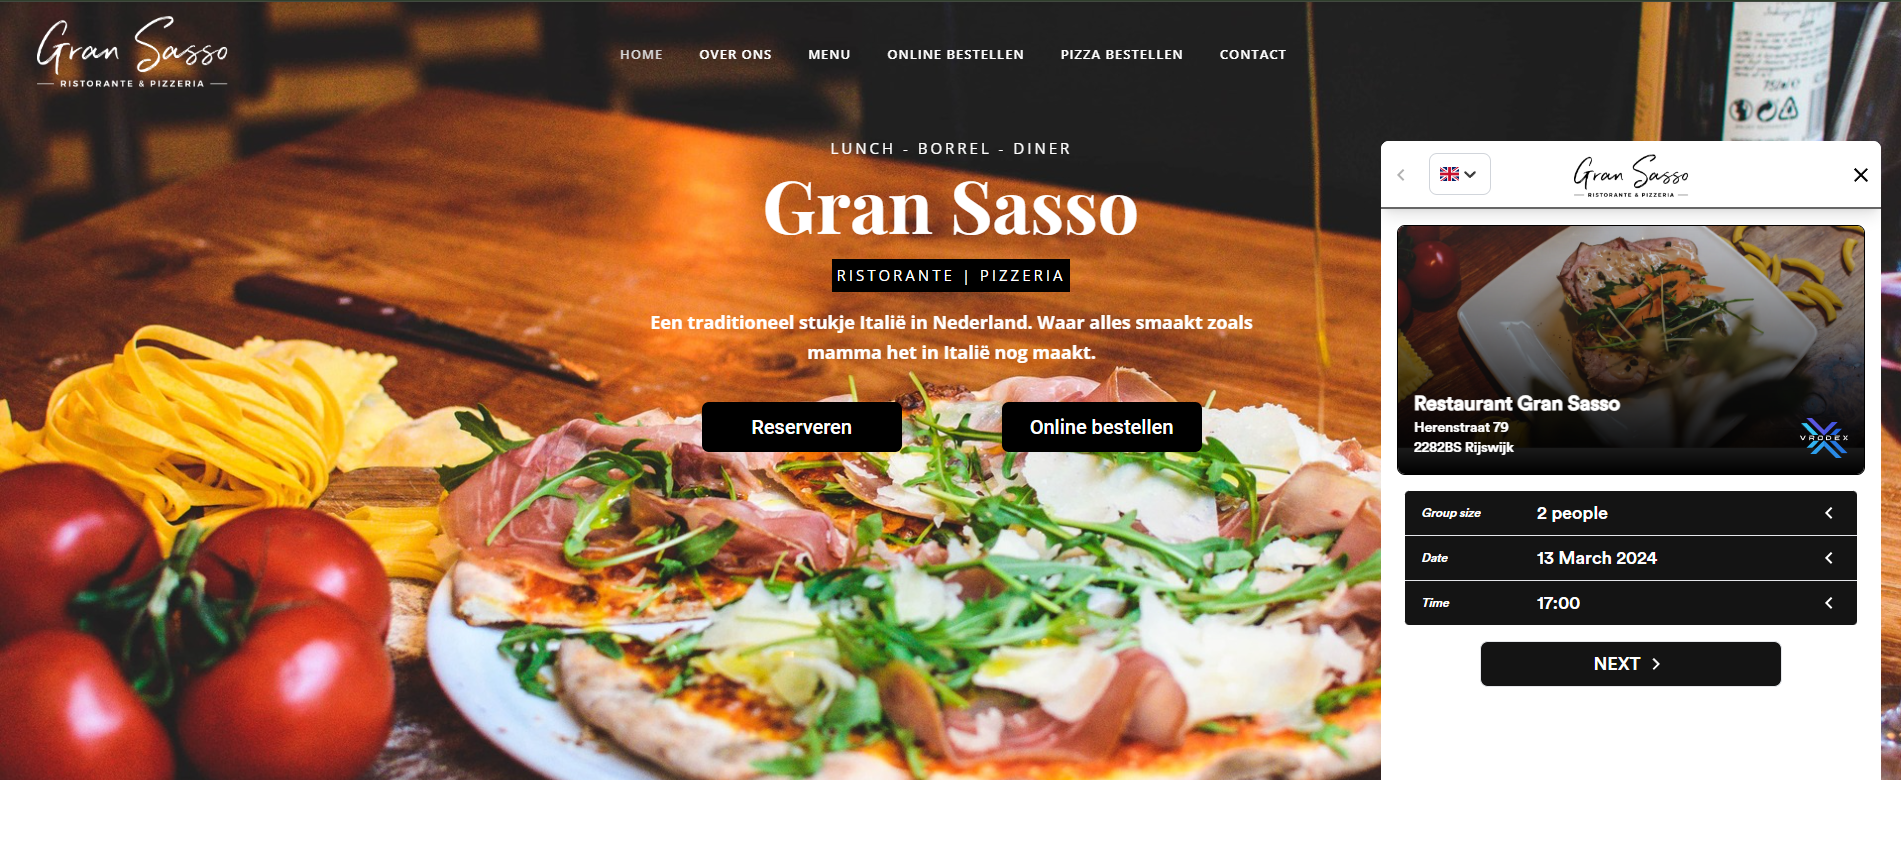 Gran Sasso
RISTORANTE & PIZZERIA
HOME
OVER ONS
MENU
ONLINE BESTELLEN
PIZZA BESTELLEN
CONTACT
LUNCH - BORREL - DINER
Gran Sasso
RISTORANTE | PIZZERIA
Een traditioneel stukje Italië in Nederland. Waar alles smaakt zoals
mamma het in Italië nog maakt.
Reserveren
Online bestellen
750ml
Gran Sasso
RISTORANTE & PIZZERIA
Restaurant Gran Sasso
Herenstraat 79
2282BS Rijswijk
VRODEX
Group size
2 people
Date
13 March 2024
Time
17:00
NEXT